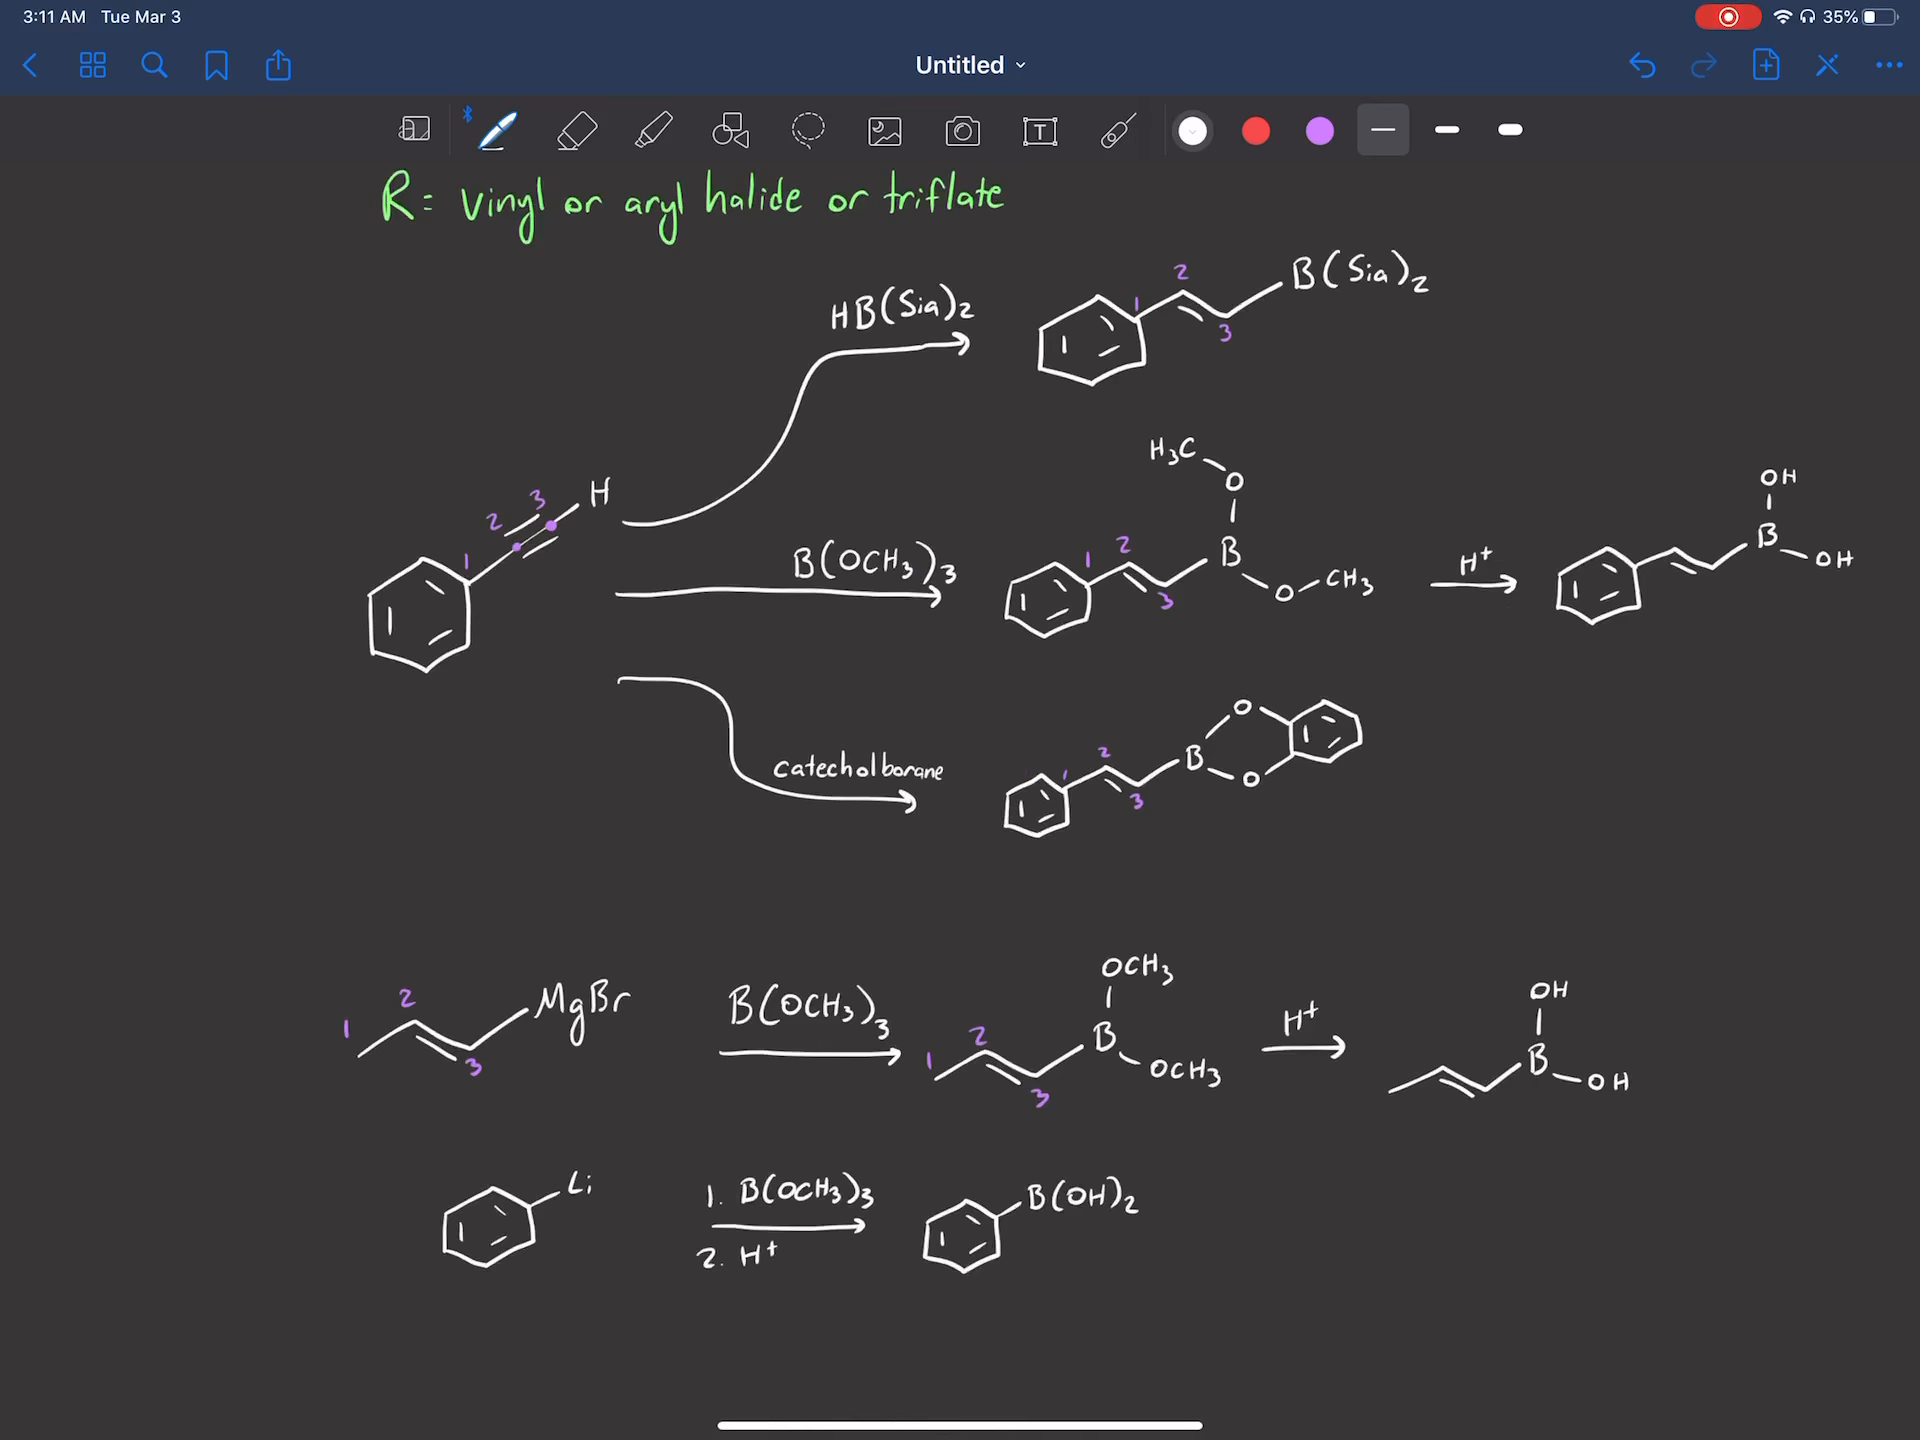 3:11 AM Tue Mar 3 35%
Untitled
T
R= vinyl or aryl halide or triflate
HB(Sia)2
1 2 3 B(Sia)2
1 2 3 H
B(OCH3)3
1 2 3 B
H3C
O
O CH3
H+
OH
B
OH
catecholborane
1 2 3 B
O
O
1 2 3 MgBr
B(OCH3)3
OCH3
1 2 3 B
OCH3
H+
OH
B
OH
Li
1. B(OCH3)3
2. H+
B(OH)2